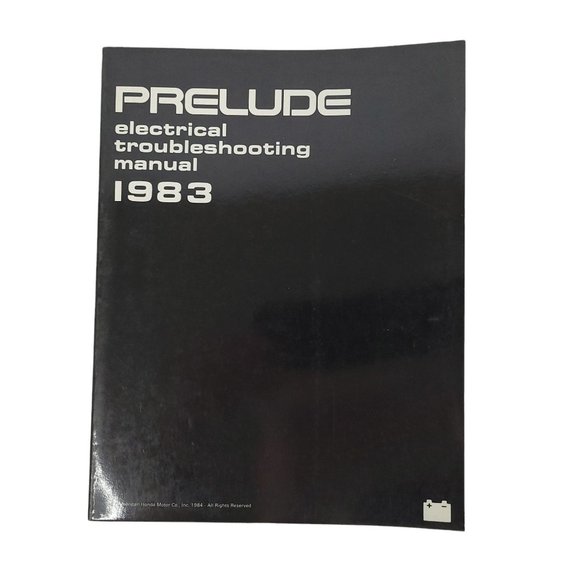 PRELUDE
electrical
troubleshooting
manual
1983
Honda Motor Co., Inc. 1984 - All Rights Reserved